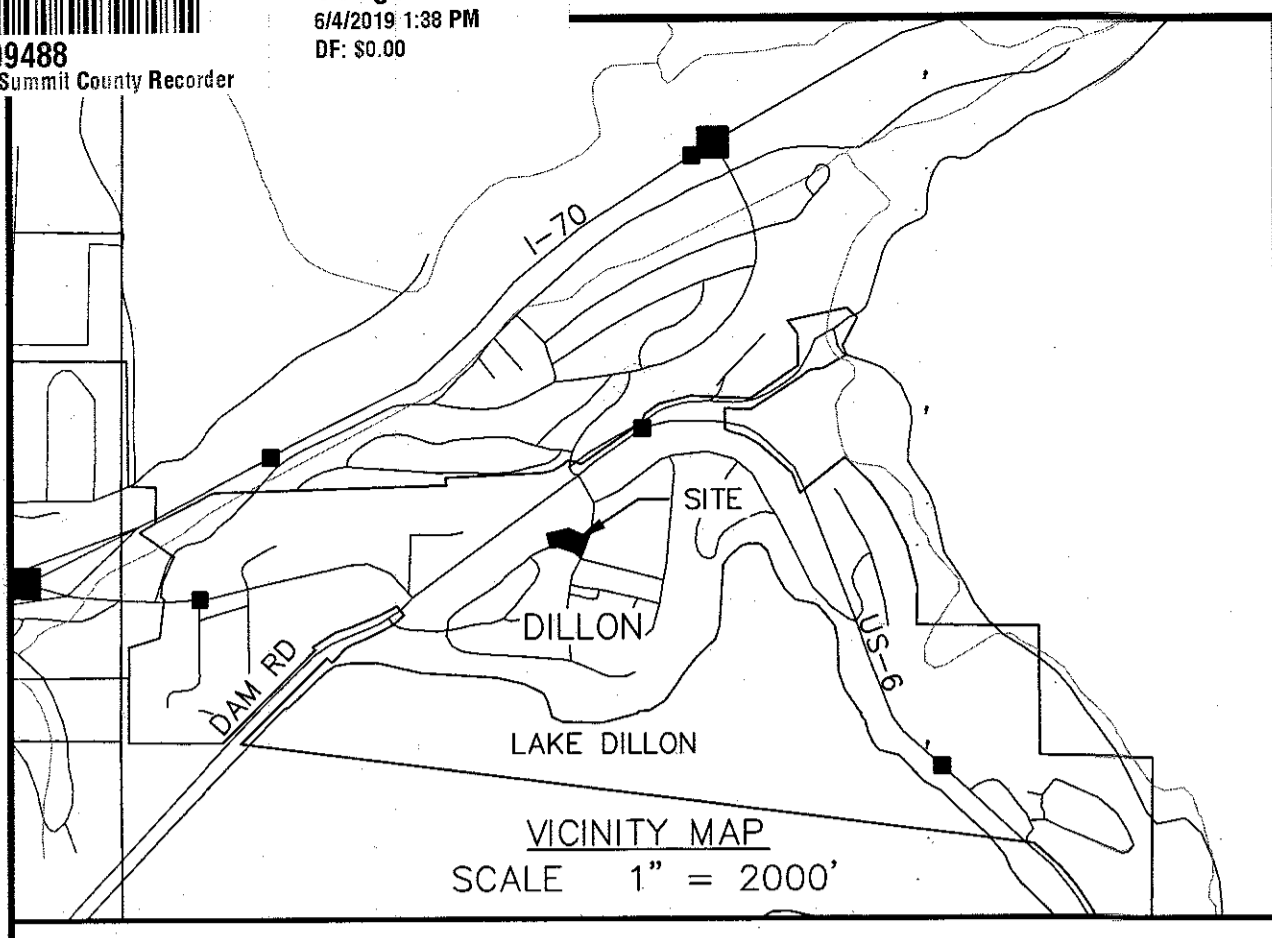 6/4/2019 1:38 PM
DF: $0.00
9488
Summit County Recorder
I-70
SITE
DILLON
US-6
DAM RD
LAKE DILLON
VICINITY MAP
SCALE 1" = 2000'